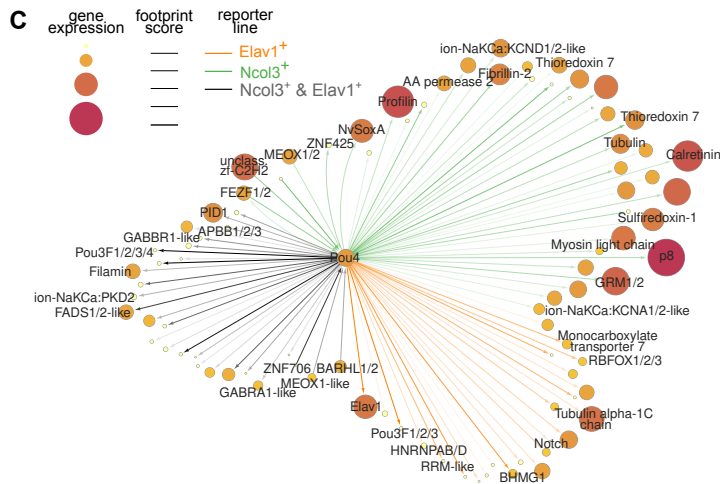 C
gene
expression
footprint
score
reporter
line
Elav1+
Ncol3+
Ncol3+ & Elav1+
ion-NaKCa:KCND1/2-like
Thioredoxin 7
AA permease 2
Fibrillin-2
Profilin
NvSoxA
ZNF425
MEOX1/2
unclass.
zf-C2H2
FEZF1/2
PID1
APBB1/2/3
GABBR1-like
Pou3F1/2/3/4
Filamin
ion-NaKCa:PKD2
FADS1/2-like
Pou4
Thioredoxin 7
Tubulin
Calretinin
Sulfiredoxin-1
Myosin light chain
p8
GRM1/2
ion-NaKCa:KCNA1/2-like
Monocarboxylate
transporter 7
RBFOX1/2/3
ZNF706
BARHL1/2
MEOX1-like
GABRA1-like
Elav1
Pou3F1/2/3
HNRNPAB/D
RRM-like
BHMG1
Notch
Tubulin alpha-1C
chain